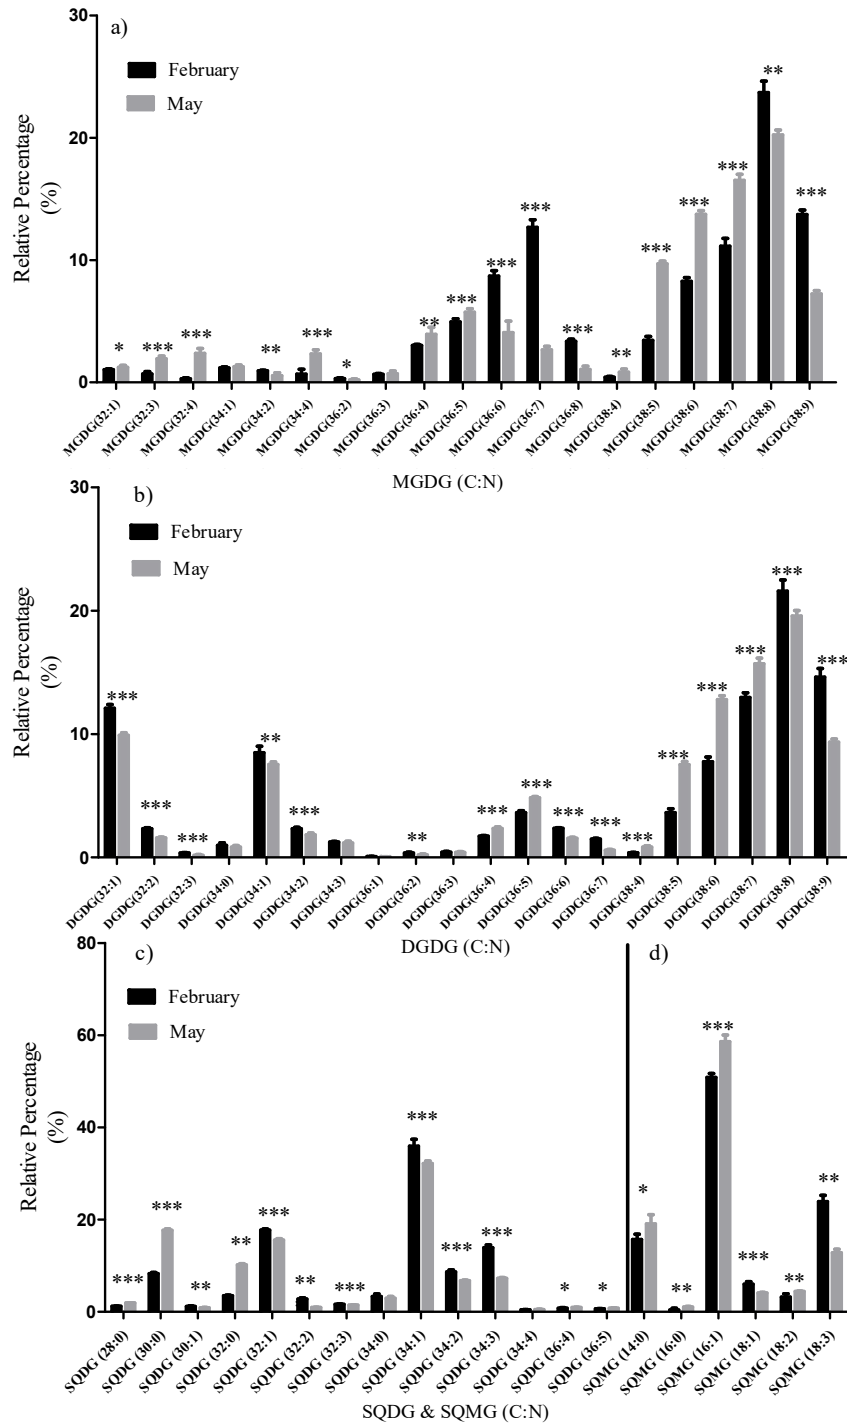 30
a)
February
May
20
10
0
Relative Percentage
(%)
* *** *** ** *** * ** *** *** *** *** ** *** *** *** ** ***
MGDG(32:1) MGDG(32:3) MGDG(32:4) MGDG(34:1) MGDG(34:2) MGDG(34:4) MGDG(36:2) MGDG(36:3) MGDG(36:4) MGDG(36:5) MGDG(36:6) MGDG(36:7) MGDG(36:8) MGDG(38:4) MGDG(38:5) MGDG(38:6) MGDG(38:7) MGDG(38:8) MGDG(38:9)
MGDG (C:N)
30
b)
February
May
20
10
0
Relative Percentage
(%)
*** *** *** ** *** ** *** *** *** *** *** *** *** *** *** ***
DGDG(32:1) DGDG(32:2) DGDG(32:3) DGDG(34:0) DGDG(34:1) DGDG(34:2) DGDG(34:3) DGDG(36:1) DGDG(36:2) DGDG(36:3) DGDG(36:4) DGDG(36:5) DGDG(36:6) DGDG(36:7) DGDG(38:4) DGDG(38:5) DGDG(38:6) DGDG(38:7) DGDG(38:8) DGDG(38:9)
DGDG (C:N)
80
c)
d)
February
May
60
40
20
0
Relative Percentage
(%)
*** *** ** ** *** ** *** *** *** *** * * * ** *** *** ** **
SQDG (28:0) SQDG (30:0) SQDG (30:1) SQDG (32:0) SQDG (32:1) SQDG (32:2) SQDG (32:3) SQDG (34:0) SQDG (34:1) SQDG (34:2) SQDG (34:3) SQDG (34:4) SQDG (36:4) SQDG (36:5) SQMG (14:0) SQMG (16:0) SQMG (16:1) SQMG (18:1) SQMG (18:2) SQMG (18:3)
SQDG & SQMG (C:N)